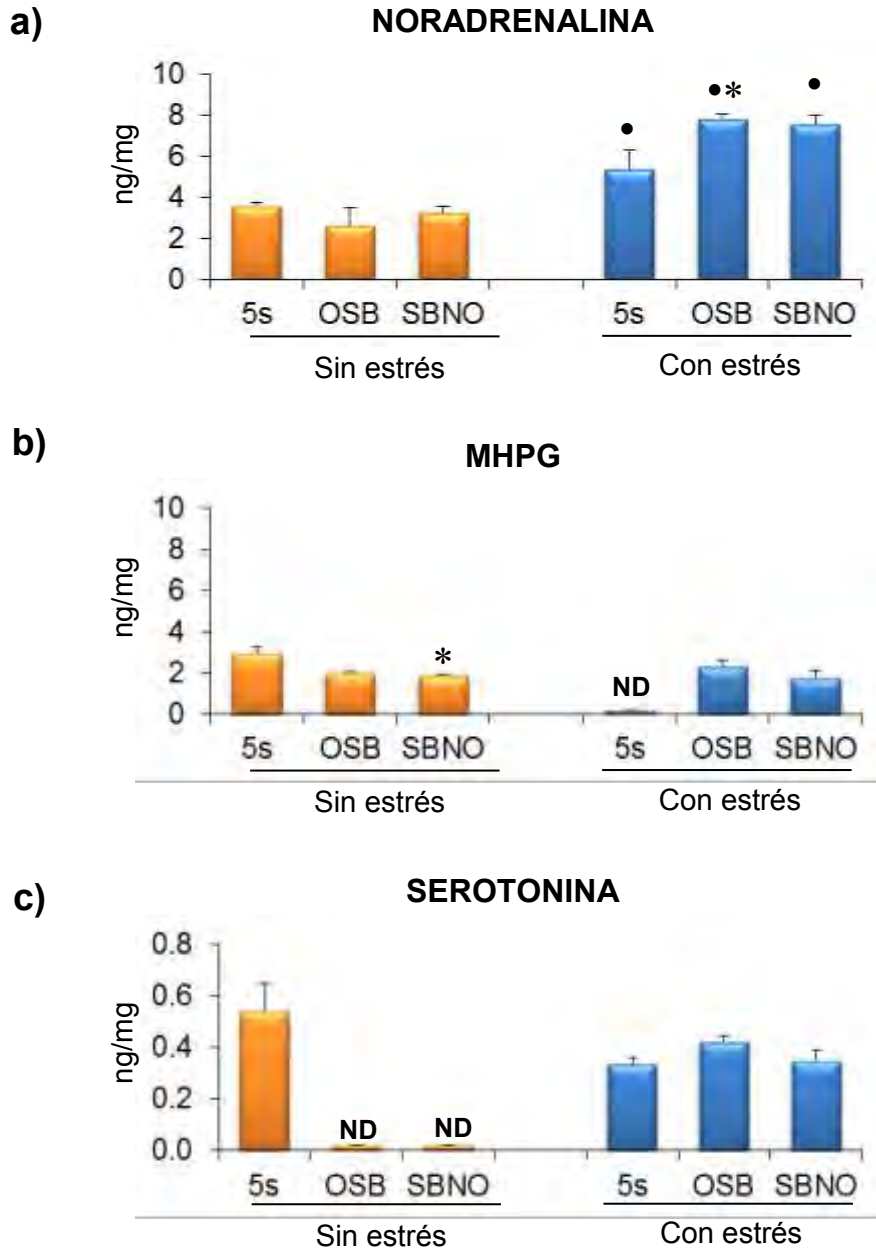 a)
NORADRENALINA
ng/mg
10
8
6
4
2
0
• •* •
5s OSB SBNO 5s OSB SBNO
Sin estrés Con estrés
b)
MHPG
ng/mg
10
8
6
4
2
0
*
ND
5s OSB SBNO 5s OSB SBNO
Sin estrés Con estrés
c)
SEROTONINA
ng/mg
0.8
0.6
0.4
0.2
0.0
ND ND
5s OSB SBNO 5s OSB SBNO
Sin estrés Con estrés